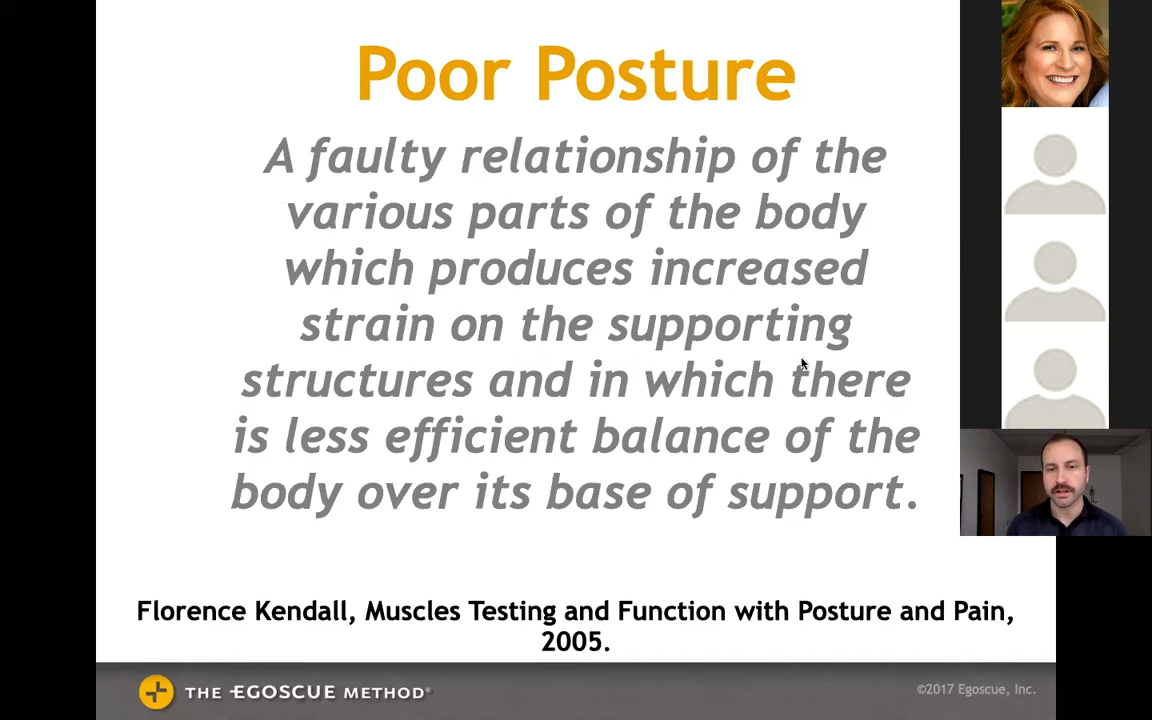 Poor Posture
A faulty relationship of the
various parts of the body
which produces increased
strain on the supporting
structures and in which there
is less efficient balance of the
body over its base of support.
Florence Kendall, Muscles Testing and Function with Posture and Pain,
2005.
THE EGOSCUE METHOD®
©2017 Egoscue, Inc.